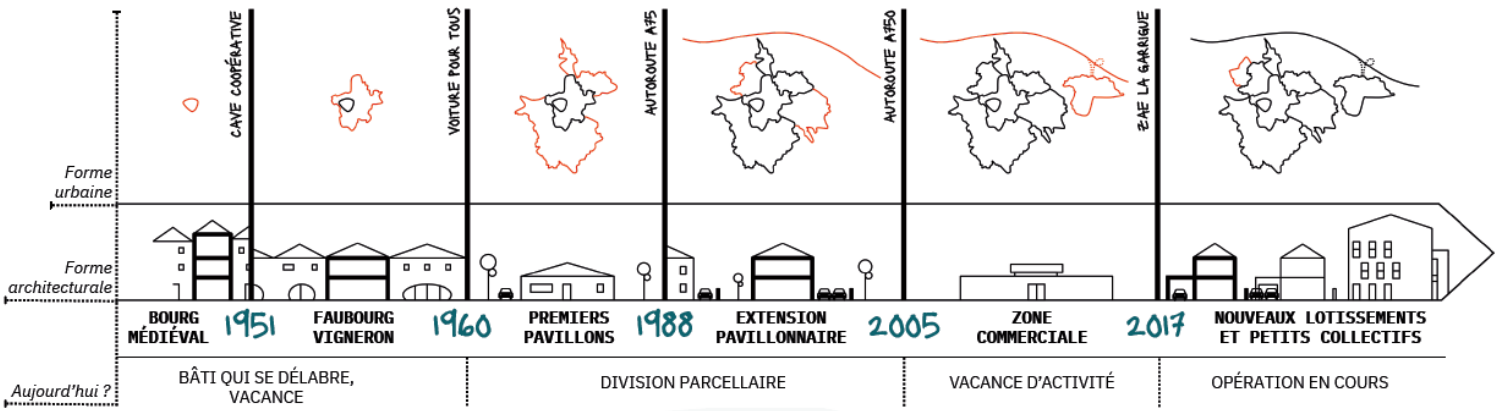 CAVE COOPÉRATIVE
VOITURE POUR TOUS
AUTOROUTE A75
AUTOROUTE A750
ZAE LA GARRIGUE
Forme
urbaine
Forme
architecturale
BOURG
MÉDIÉVAL
1951
FAUBOURG
VIGNERON
1960
PREMIERS
PAVILLONS
1988
EXTENSION
PAVILLONNAIRE
2005
ZONE
COMMERCIALE
2017
NOUVEAUX LOTISSEMENTS
ET PETITS COLLECTIFS
Aujourd'hui ?
BÂTI QUI SE DÉLABRE,
VACANCE
DIVISION PARCELLAIRE
VACANCE D'ACTIVITÉ
OPÉRATION EN COURS